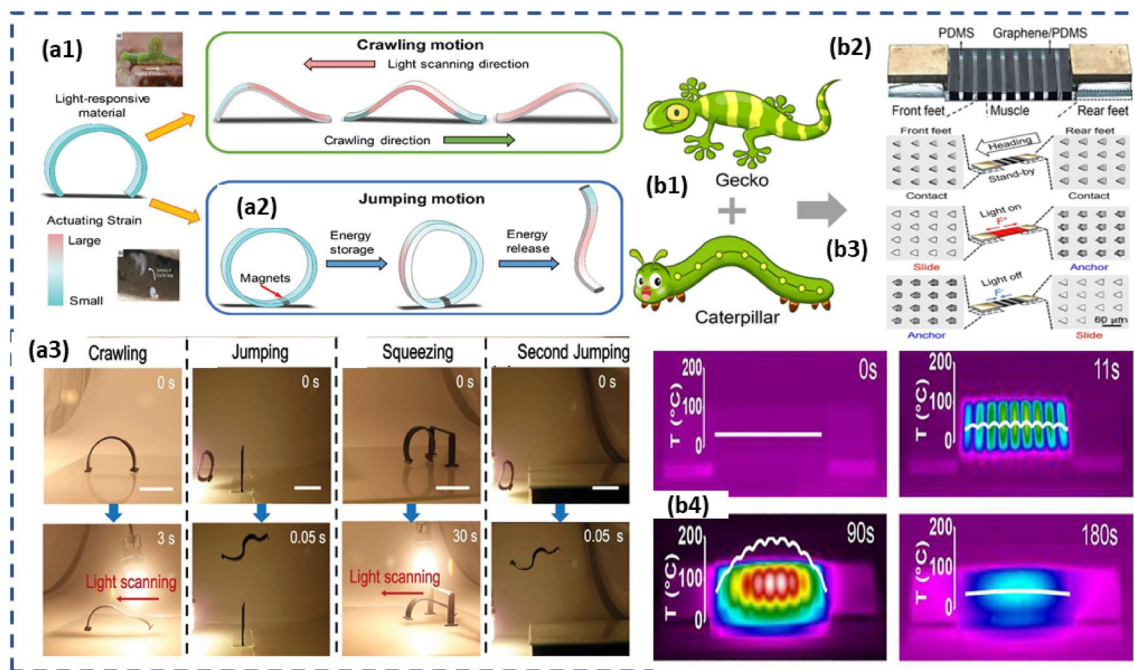 (a1)
Light-responsive
material
Actuating Strain
Large
Small
Crawling motion
Light scanning direction
Crawling direction
(a2)
Jumping motion
Energy
storage
Energy
release
Magnets
(b1)
Gecko
+
Caterpillar
(b2)
PDMS
Graphene/PDMS
Front feet
Muscle
Rear feet
(b3)
Front feet
Heading
Rear feet
Stand-by
Contact
Light on
Contact
Slide
Anchor
Light off
60 μm
Anchor
Slide
(a3)
Crawling
Jumping
Squeezing
Second Jumping
0 s
0 s
0 s
0 s
3 s
0.05 s
30 s
0.05 s
Light scanning
Light scanning
T (°C)
200
100
0
0s
T (°C)
200
100
0
11s
(b4)
T (°C)
200
100
0
90s
T (°C)
200
100
0
180s